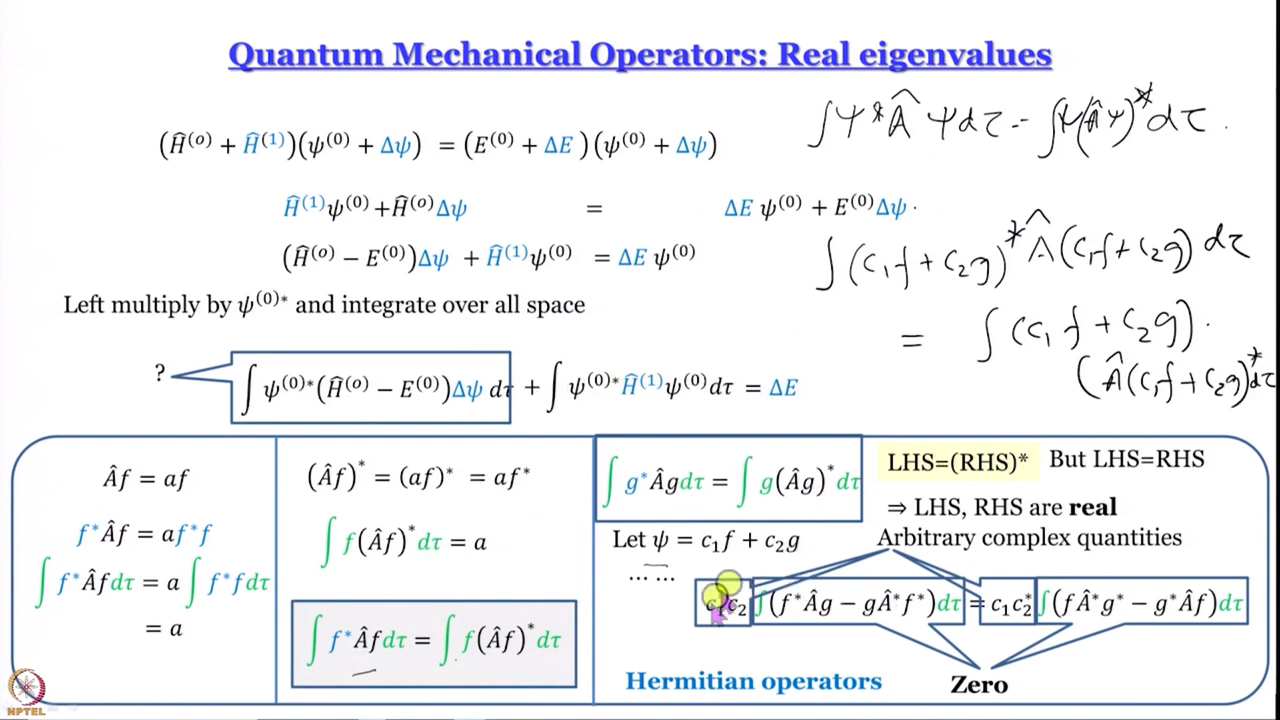 Quantum Mechanical Operators: Real eigenvalues
∫Ψ*Â Ψdτ = ∫Ψ(ÂΨ)*dτ.
(Ĥ⁽ᵒ⁾ + Ĥ⁽¹⁾)(ψ⁽⁰⁾ + Δψ) = (E⁽⁰⁾ + ΔE )(ψ⁽⁰⁾ + Δψ)
Ĥ⁽¹⁾ψ⁽⁰⁾+Ĥ⁽ᵒ⁾Δψ = ΔE ψ⁽⁰⁾ + E⁽⁰⁾Δψ
(Ĥ⁽ᵒ⁾ − E⁽⁰⁾)Δψ + Ĥ⁽¹⁾ψ⁽⁰⁾ = ΔE ψ⁽⁰⁾
∫(c₁f + c₂g)*Â(c₁f + c₂g) dτ
= ∫(c₁f + c₂g).
(Â(c₁f + c₂g)*dτ
Left multiply by ψ⁽⁰⁾* and integrate over all space
? ∫ψ⁽⁰⁾*(Ĥ⁽ᵒ⁾ − E⁽⁰⁾)Δψ dτ + ∫ψ⁽⁰⁾*Ĥ⁽¹⁾ψ⁽⁰⁾dτ = ΔE
Âf = af
f*Âf = af*f
∫f*Âfdτ = a∫f*fdτ
= a
(Âf)* = (af)* = af*
∫f(Âf)*dτ = a
∫f*Âfdτ = ∫f(Âf)*dτ
∫g*Âgdτ = ∫g(Âg)*dτ
Let ψ = c₁f + c₂g
... ...
LHS=(RHS)* But LHS=RHS
⇒ LHS, RHS are real
Arbitrary complex quantities
c₁*c₂ ∫(f*Âg − gÂ*f*)dτ = c₁c₂* ∫(fÂ*g* − g*Âf)dτ
Hermitian operators
Zero
NPTEL